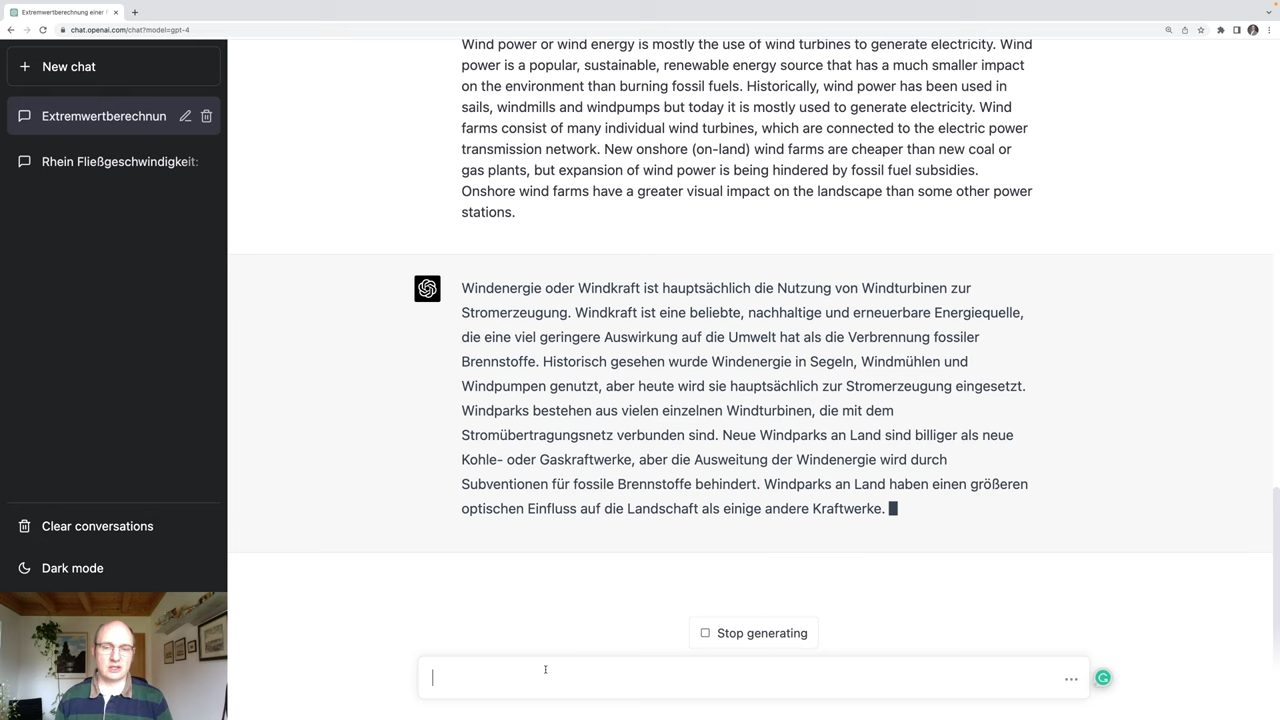 Extremwertberechnung einer
chat.openai.com/chat?model=gpt-4
New chat
Extremwertberechnun
Rhein Fließgeschwindigkeit:
Clear conversations
Dark mode
Wind power or wind energy is mostly the use of wind turbines to generate electricity. Wind
power is a popular, sustainable, renewable energy source that has a much smaller impact
on the environment than burning fossil fuels. Historically, wind power has been used in
sails, windmills and windpumps but today it is mostly used to generate electricity. Wind
farms consist of many individual wind turbines, which are connected to the electric power
transmission network. New onshore (on-land) wind farms are cheaper than new coal or
gas plants, but expansion of wind power is being hindered by fossil fuel subsidies.
Onshore wind farms have a greater visual impact on the landscape than some other power
stations.
Windenergie oder Windkraft ist hauptsächlich die Nutzung von Windturbinen zur
Stromerzeugung. Windkraft ist eine beliebte, nachhaltige und erneuerbare Energiequelle,
die eine viel geringere Auswirkung auf die Umwelt hat als die Verbrennung fossiler
Brennstoffe. Historisch gesehen wurde Windenergie in Segeln, Windmühlen und
Windpumpen genutzt, aber heute wird sie hauptsächlich zur Stromerzeugung eingesetzt.
Windparks bestehen aus vielen einzelnen Windturbinen, die mit dem
Stromübertragungsnetz verbunden sind. Neue Windparks an Land sind billiger als neue
Kohle- oder Gaskraftwerke, aber die Ausweitung der Windenergie wird durch
Subventionen für fossile Brennstoffe behindert. Windparks an Land haben einen größeren
optischen Einfluss auf die Landschaft als einige andere Kraftwerke.
Stop generating